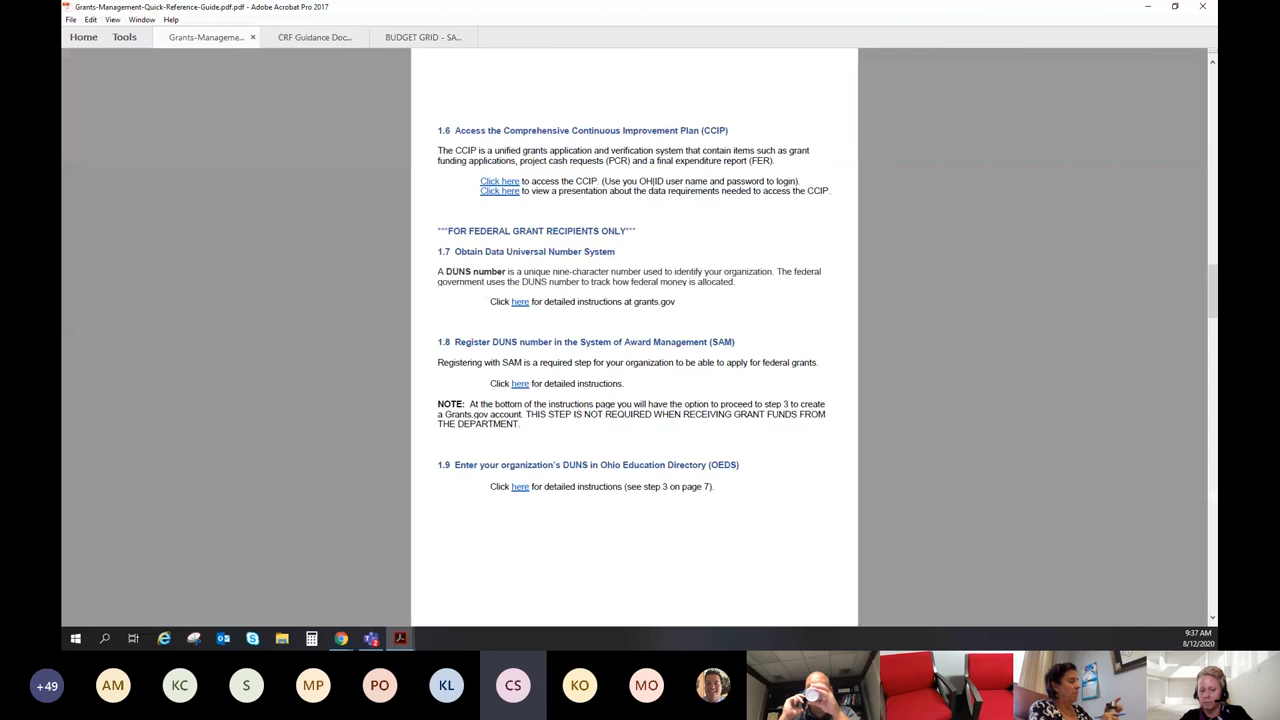 Grants-Management-Quick-Reference-Guide.pdf.pdf - Adobe Acrobat Pro 2017
File Edit View Window Help
Home Tools Grants-Manageme... × CRF Guidance Doc... BUDGET GRID - SA...
1.6 Access the Comprehensive Continuous Improvement Plan (CCIP)
The CCIP is a unified grants application and verification system that contain items such as grant
funding applications, project cash requests (PCR) and a final expenditure report (FER).
Click here to access the CCIP. (Use you OH|ID user name and password to login).
Click here to view a presentation about the data requirements needed to access the CCIP.
***FOR FEDERAL GRANT RECIPIENTS ONLY***
1.7 Obtain Data Universal Number System
A DUNS number is a unique nine-character number used to identify your organization. The federal
government uses the DUNS number to track how federal money is allocated.
Click here for detailed instructions at grants.gov
1.8 Register DUNS number in the System of Award Management (SAM)
Registering with SAM is a required step for your organization to be able to apply for federal grants.
Click here for detailed instructions.
NOTE: At the bottom of the instructions page you will have the option to proceed to step 3 to create
a Grants.gov account. THIS STEP IS NOT REQUIRED WHEN RECEIVING GRANT FUNDS FROM
THE DEPARTMENT.
1.9 Enter your organization's DUNS in Ohio Education Directory (OEDS)
Click here for detailed instructions (see step 3 on page 7).
9:37 AM
8/12/2020
+49 AM KC S MP PO KL CS KO MO